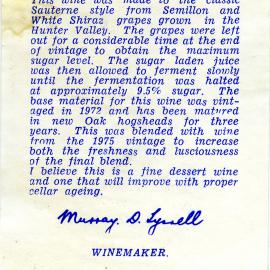 This wine was made to the classic
Sauterne style from Semillon and
White Shiraz grapes grown in the
Hunter Valley. The grapes were left
out for a considerable time at the end
of vintage to obtain the maximum
sugar level. The sugar laden juice
was then allowed to ferment slowly
until the fermentation was halted
at approximately 9.5% sugar. The
base material for this wine was vint-
aged in 1972 and has been matured
in new Oak hogsheads for three
years. This was blended with wine
from the 1975 vintage to increase
both the freshness and lusciousness
of the final blend.
I believe this is a fine dessert wine
and one that will improve with proper
cellar ageing.
Murray D. Tyrrell
WINEMAKER.